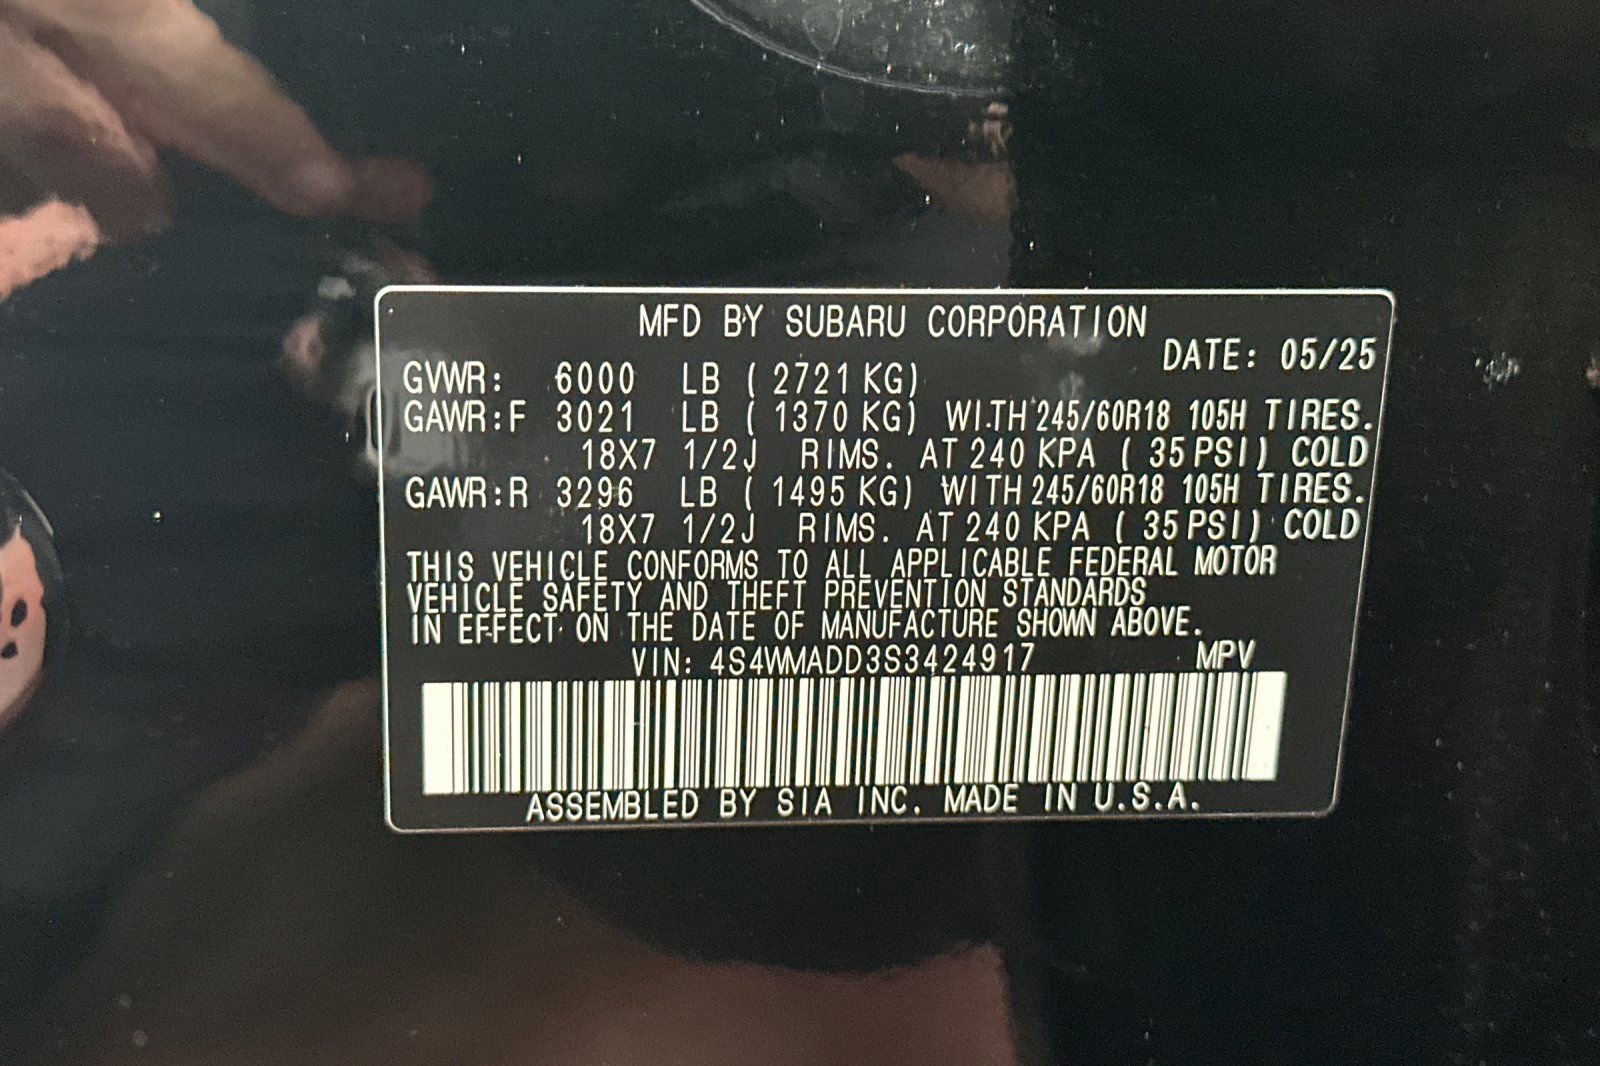 MFD BY SUBARU CORPORATION
DATE: 05/25
GVWR: 6000 LB ( 2721 KG)
GAWR:F 3021 LB ( 1370 KG) WITH 245/60R18 105H TIRES.
18X7 1/2J RIMS. AT 240 KPA ( 35 PSI) COLD
GAWR:R 3296 LB ( 1495 KG) WITH 245/60R18 105H TIRES.
18X7 1/2J RIMS. AT 240 KPA ( 35 PSI) COLD
THIS VEHICLE CONFORMS TO ALL APPLICABLE FEDERAL MOTOR
VEHICLE SAFETY AND THEFT PREVENTION STANDARDS
IN EFFECT ON THE DATE OF MANUFACTURE SHOWN ABOVE.
VIN: 4S4WMADD3S3424917 MPV
ASSEMBLED BY SIA INC. MADE IN U.S.A.